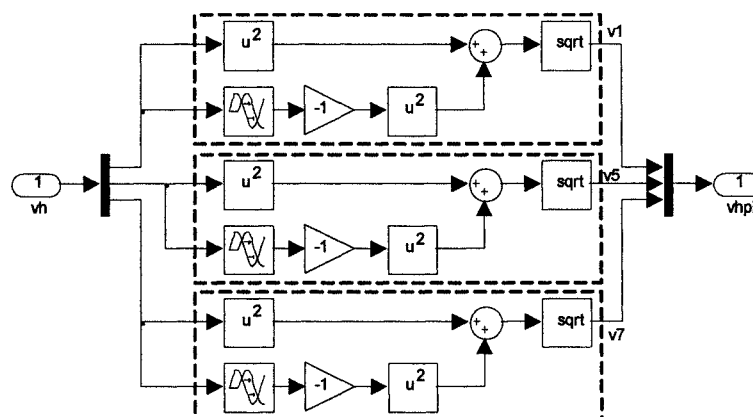 u² sqrt v1
-1 u²
1 vh
u² sqrt v5
-1 u²
1 vhp
u² sqrt v7
-1 u²